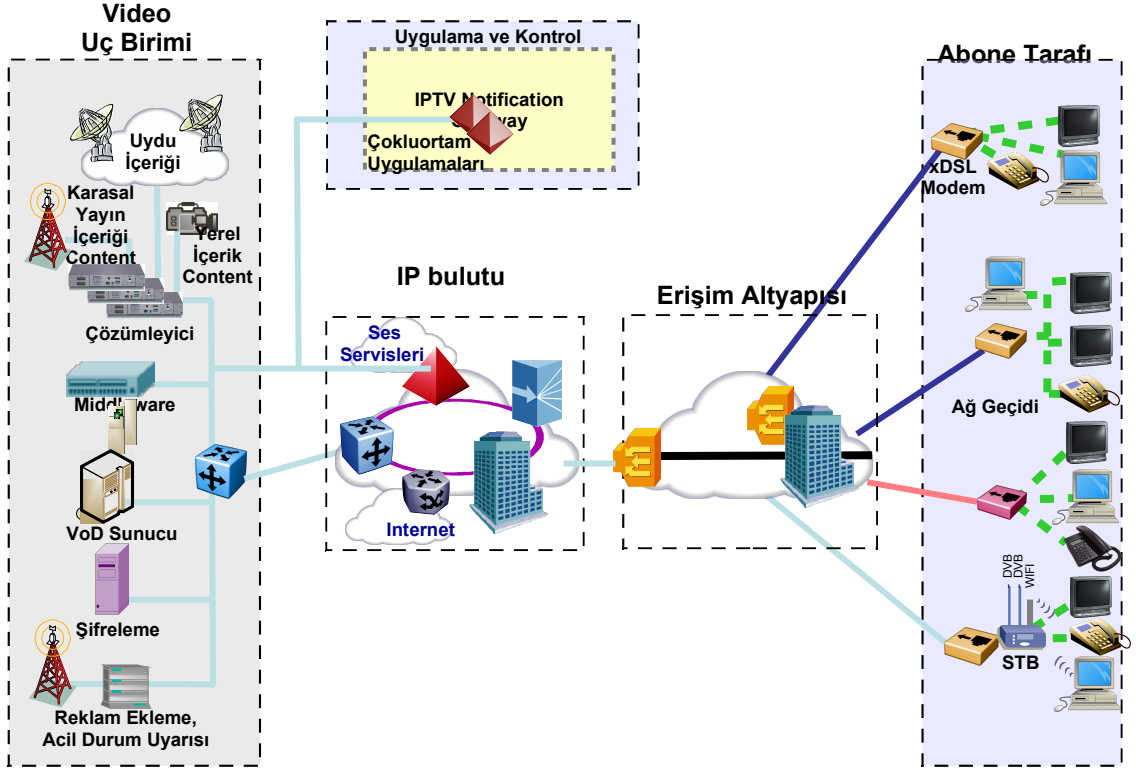 Video
Uç Birimi
Uydu
İçeriği
Karasal
Yayın
İçeriği
Content
Yerel
İçerik
Content
Çözümleyici
VoD Sunucu
Şifreleme
Reklam Ekleme,
Acil Durum Uyarısı
Uygulama ve Kontrol
IPTV Notification
Çokluortam
Uygulamaları
IP bulutu
Ses
Servisleri
Internet
Erişim Altyapısı
Abone Tarafı
xDSL
Modem
Ağ Geçidi
DVB
DVB
WIFI
STB